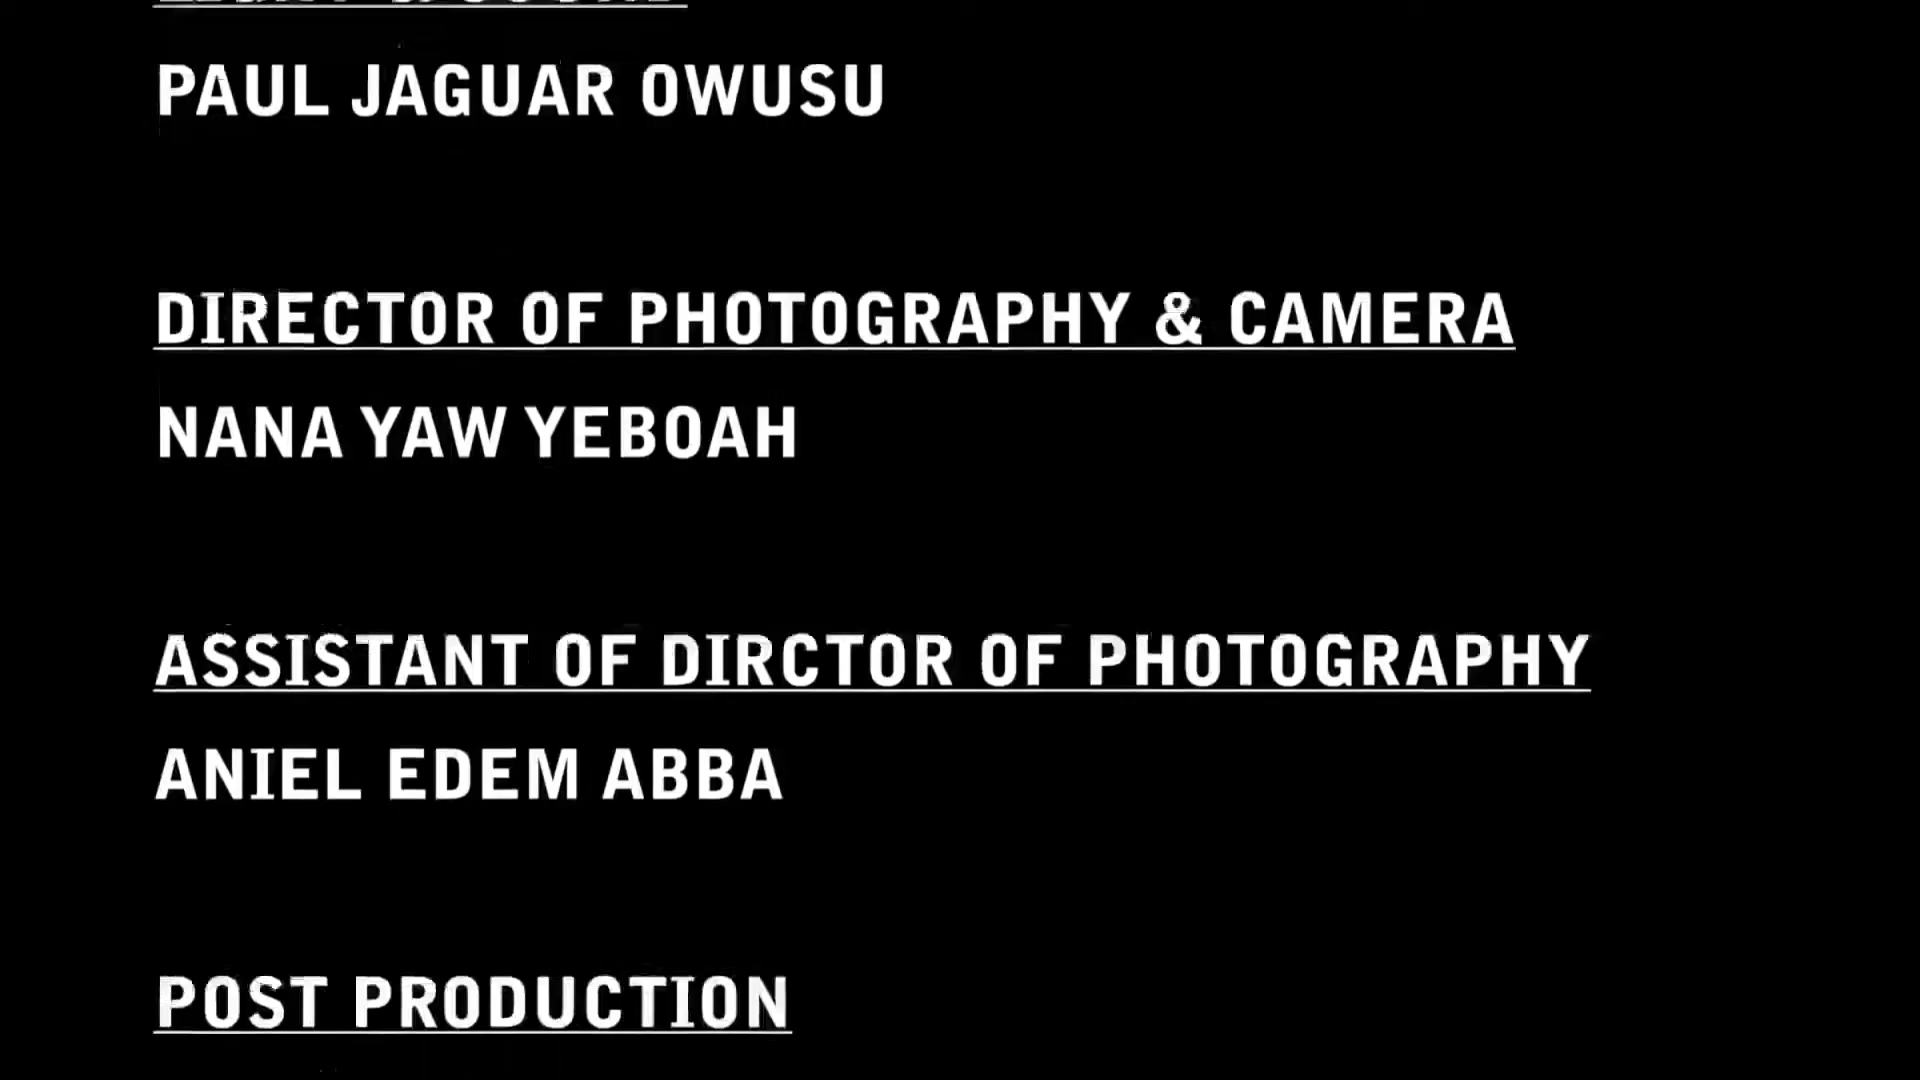 PAUL JAGUAR OWUSU
DIRECTOR OF PHOTOGRAPHY & CAMERA
NANA YAW YEBOAH
ASSISTANT OF DIRCTOR OF PHOTOGRAPHY
ANIEL EDEM ABBA
POST PRODUCTION